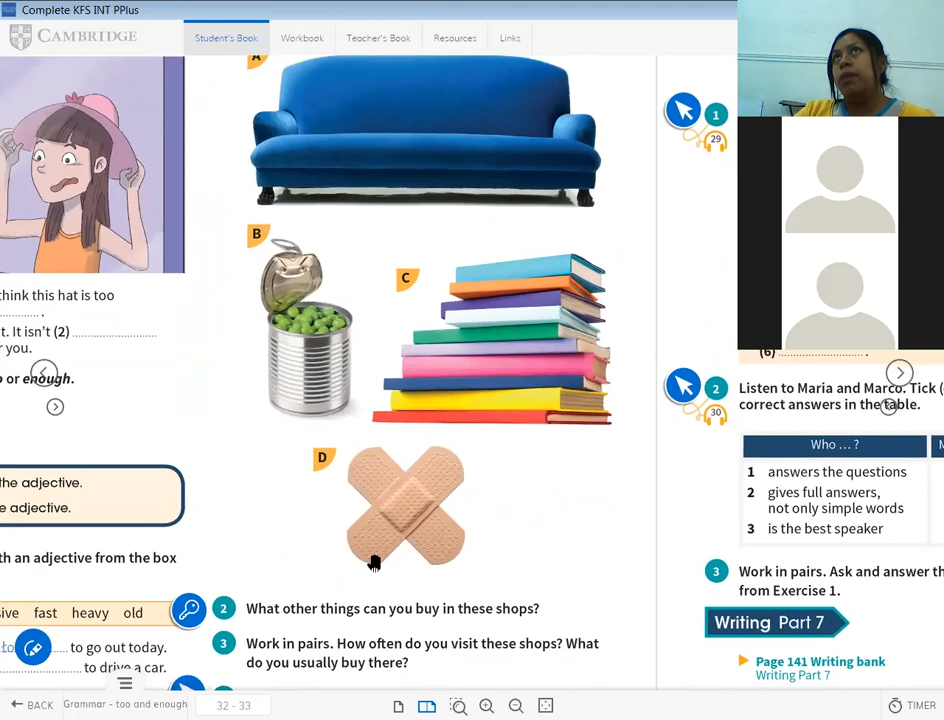 Complete KFS INT PPlus
CAMBRIDGE
Student's Book
Workbook
Teacher's Book
Resources
Links
think this hat is too
.
t. It isn't (2)
r you.
o or enough.
the adjective.
e adjective.
th an adjective from the box
sive fast heavy old
to go out today.
to drive a car.
A
B
C
D
2 What other things can you buy in these shops?
3 Work in pairs. How often do you visit these shops? What
do you usually buy there?
1
29
(6) .
2 Listen to Maria and Marco. Tick (
correct answers in the table.
30
Who ... ?
1 answers the questions
2 gives full answers,
not only simple words
3 is the best speaker
3 Work in pairs. Ask and answer th
from Exercise 1.
Writing Part 7
Page 141 Writing bank
Writing Part 7
BACK
Grammar - too and enough
32 - 33
TIMER